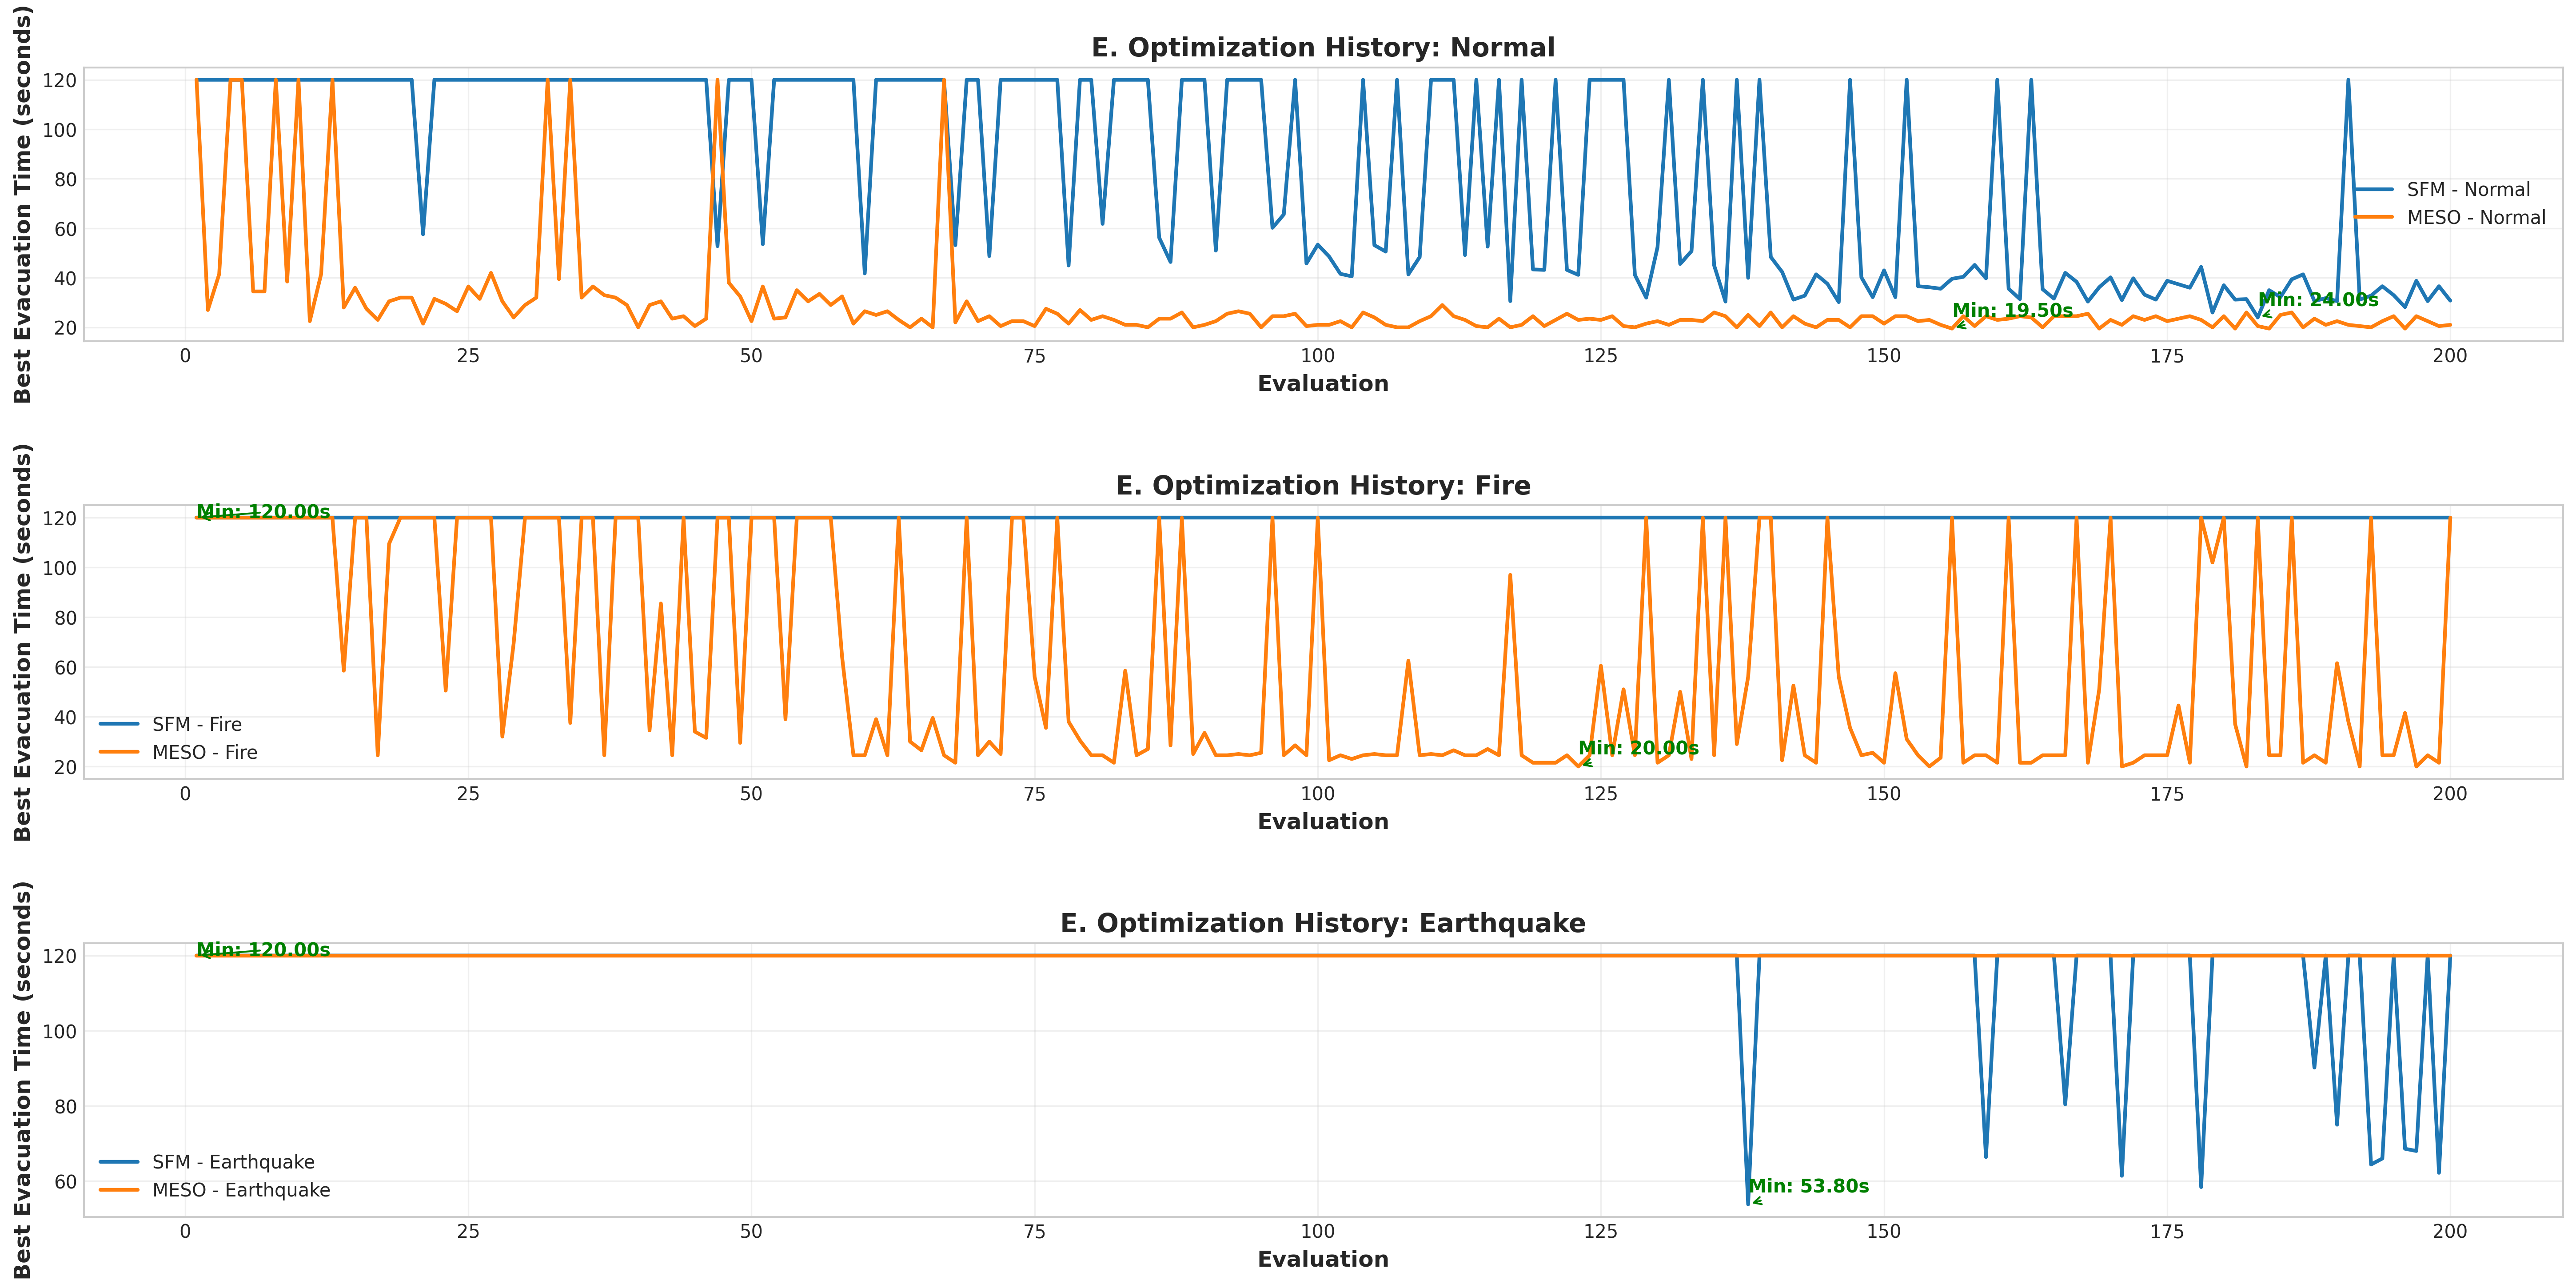 E. Optimization History: Normal
Best Evacuation Time (seconds)
120
100
80
60
40
20
SFM - Normal
MESO - Normal
Min: 19.50s
Min: 24.00s
0 25 50 75 100 125 150 175 200
Evaluation
E. Optimization History: Fire
Best Evacuation Time (seconds)
120
100
80
60
40
20
Min: 120.00s
Min: 20.00s
SFM - Fire
MESO - Fire
0 25 50 75 100 125 150 175 200
Evaluation
E. Optimization History: Earthquake
Best Evacuation Time (seconds)
120
100
80
60
Min: 120.00s
Min: 53.80s
SFM - Earthquake
MESO - Earthquake
0 25 50 75 100 125 150 175 200
Evaluation